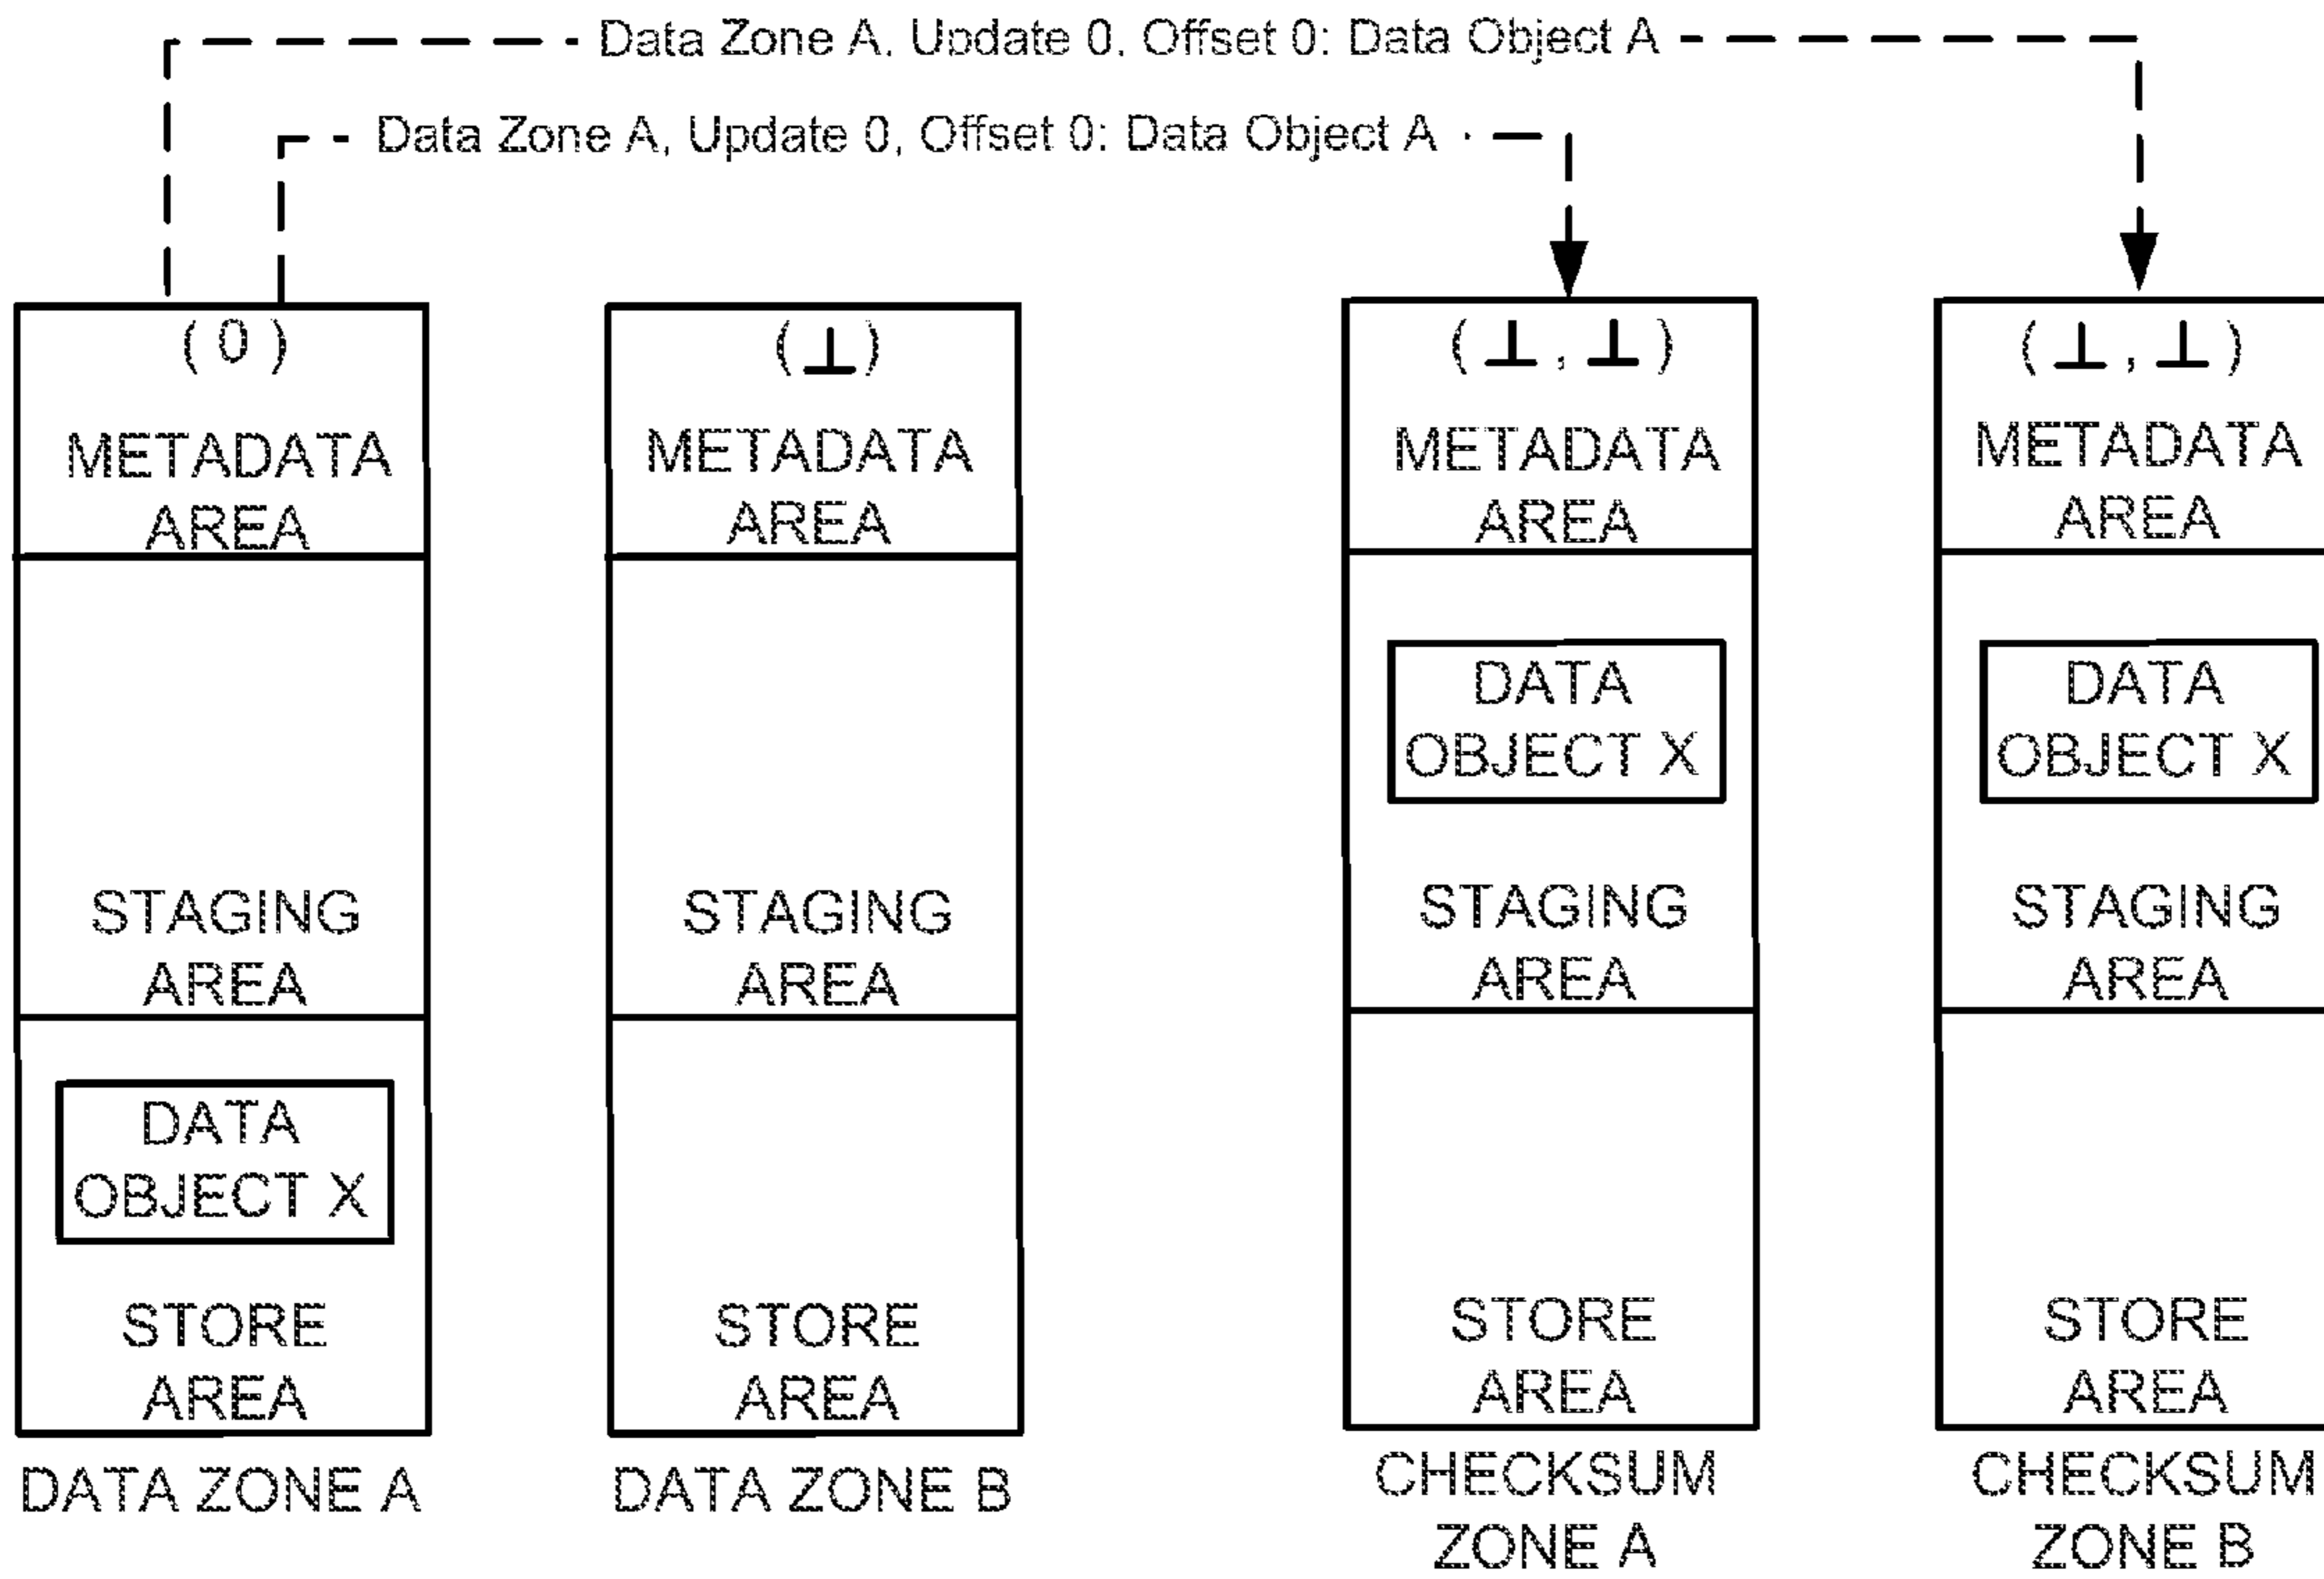 Data Zone A, Update 0, Offset 0: Data Object A
Data Zone A, Update 0, Offset 0: Data Object A
( 0 )
METADATA
AREA
STAGING
AREA
DATA
OBJECT X
STORE
AREA
DATA ZONE A
(⊥)
METADATA
AREA
STAGING
AREA
STORE
AREA
DATA ZONE B
(⊥, ⊥)
METADATA
AREA
DATA
OBJECT X
STAGING
AREA
STORE
AREA
CHECKSUM
ZONE A
(⊥, ⊥)
METADATA
AREA
DATA
OBJECT X
STAGING
AREA
STORE
AREA
CHECKSUM
ZONE B